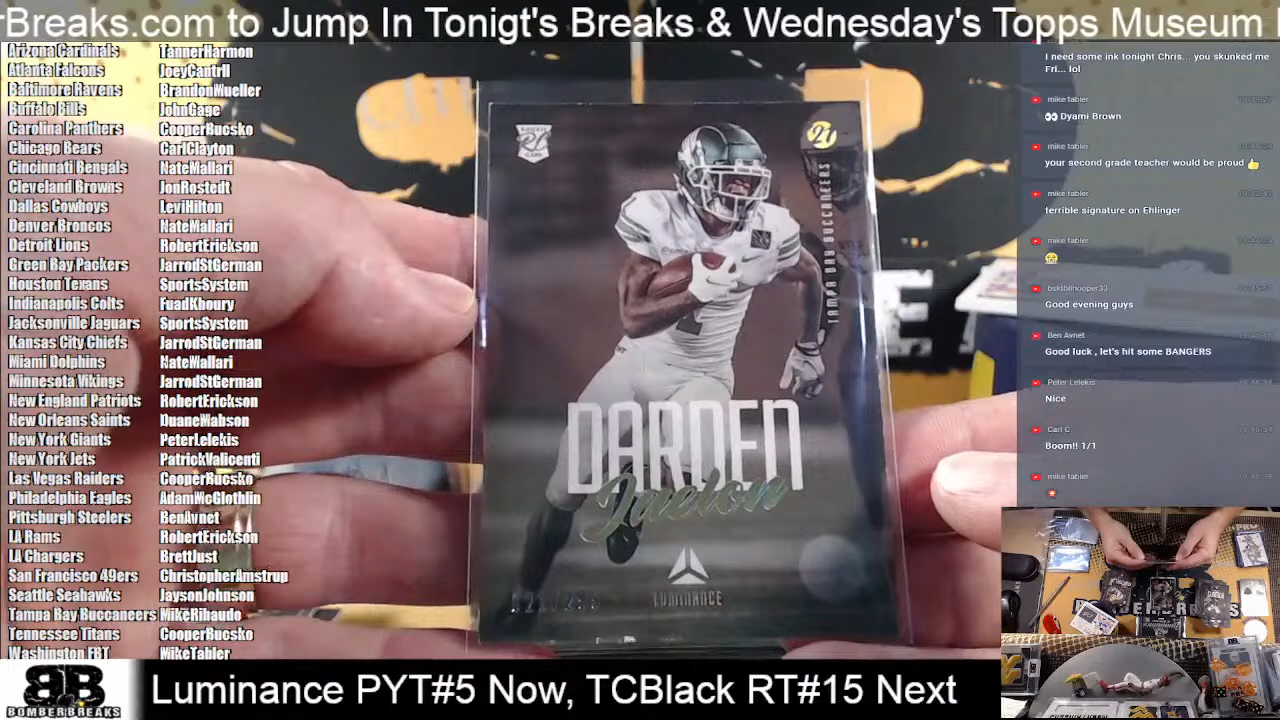 rBreaks.com to Jump In Tonigt's Breaks & Wednesday's Topps Museum
Arizona Cardinals TannerHarmon
Atlanta Falcons JoeyCantrll
Baltimore Ravens BrandonMueller
Buffalo Bills JohnGage
Carolina Panthers CooperBucsko
Chicago Bears CarlClayton
Cincinnati Bengals NateMallari
Cleveland Browns JonRostedt
Dallas Cowboys LeviHilton
Denver Broncos NateMallari
Detroit Lions RobertErickson
Green Bay Packers JarrodStGerman
Houston Texans SportsSystem
Indianapolis Colts FuadKhoury
Jacksonville Jaguars SportsSystem
Kansas City Chiefs JarrodStGerman
Miami Dolphins NateMallari
Minnesota Vikings JarrodStGerman
New England Patriots RobertErickson
New Orleans Saints DuaneMabson
New York Giants PeterLelekis
New York Jets PatrickValicenti
Las Vegas Raiders CooperBucsko
Philadelphia Eagles AdamMcGlothlin
Pittsburgh Steelers BenAvnet
LA Rams RobertErickson
LA Chargers BrettJust
San Francisco 49ers ChristopherAmstrup
Seattle Seahawks JaysonJohnson
Tampa Bay Buccaneers MikeRibaudo
Tennessee Titans CooperBucsko
Washington FBT MikeTabler
RC
21
TAMPA BAY BUCCANEERS
DARDEN
Jaelon
LUMINANCE
I need some ink tonight Chris... you skunked me
Fri... lol
mike tabler
👀 Dyami Brown
mike tabler
your second grade teacher would be proud 👍
mike tabler
terrible signature on Ehlinger
mike tabler
😭
bsktbllhooper33
Good evening guys
Ben Avnet
Good luck , let's hit some BANGERS
Peter Lelekis
Nice
Carl C
Boom!! 1/1
mike tabler
BB
BOMBERBREAKS
Luminance PYT#5 Now, TCBlack RT#15 Next